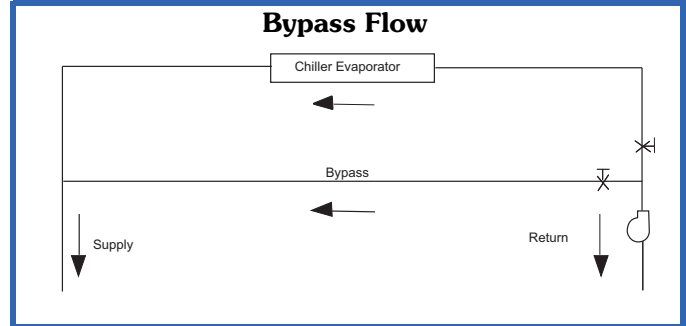 Bypass Flow
Chiller Evaporator
Bypass
Supply
Return